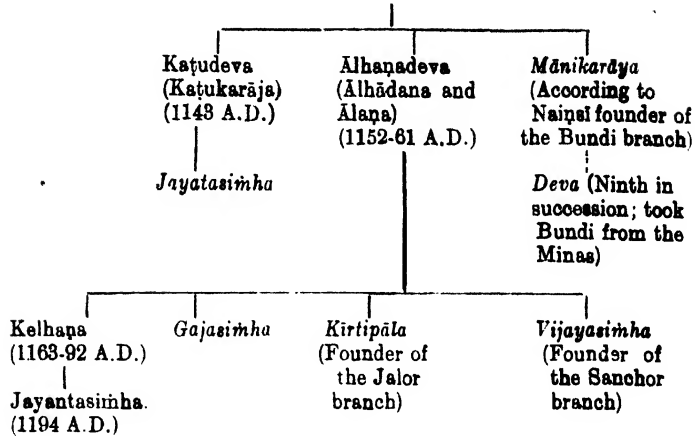 Kaṭudeva
(Kaṭukarāja)
(1143 A.D.)
Jayatasiṁha
Ālhaṇadeva
(Ālhādana and
Ālaṇa)
(1152-61 A.D.)
Mānikarāya
(According to
Naiṇsī founder of
the Bundi branch)
Deva (Ninth in
succession; took
Bundi from the
Minas)
Kelhaṇa
(1163-92 A.D.)
Jayantasiṁha.
(1194 A.D.)
Gajasiṁha
Kīrtipāla
(Founder of
the Jalor
branch)
Vijayasiṁha
(Founder of
the Sanchor
branch)